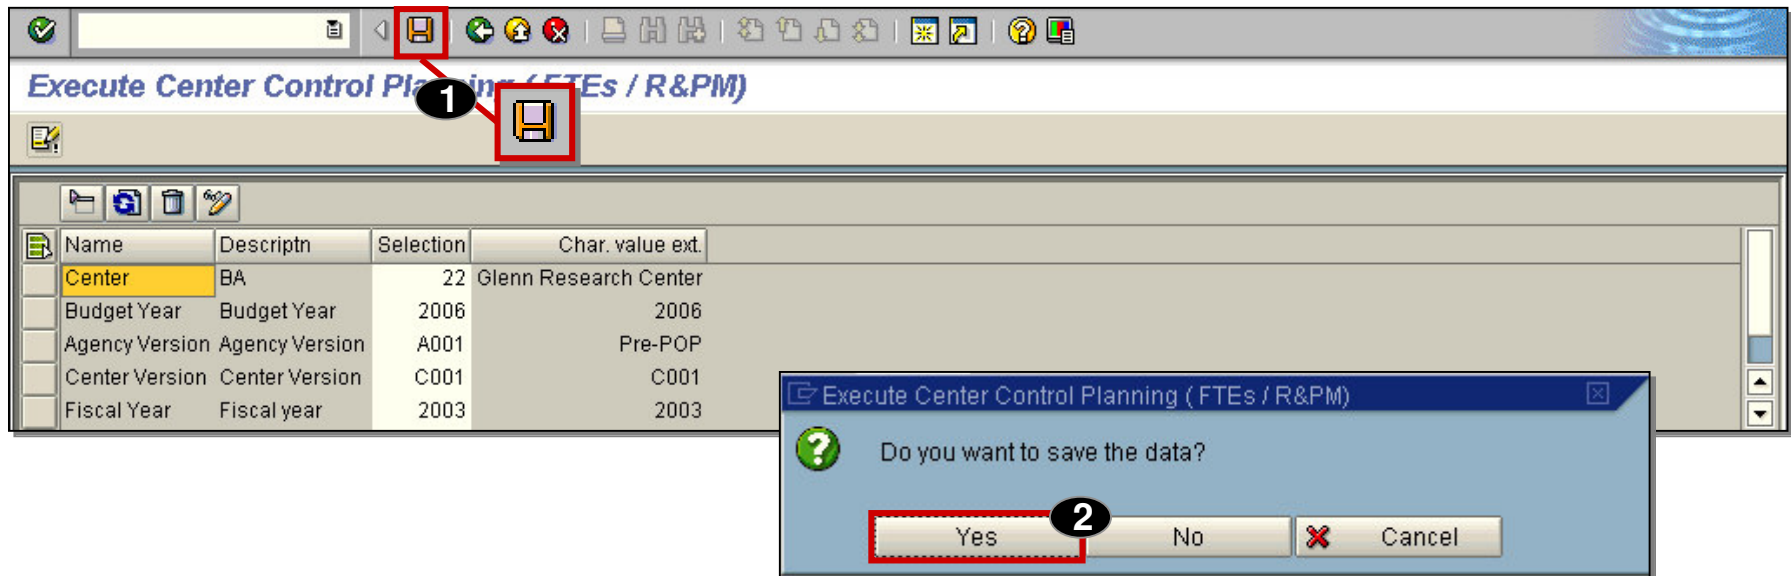 Execute Center Control Planning ( FTEs / R&PM)
1
Name Descriptn Selection Char. value ext.
Center BA 22 Glenn Research Center
Budget Year Budget Year 2006 2006
Agency Version Agency Version A001 Pre-POP
Center Version Center Version C001 C001
Fiscal Year Fiscal year 2003 2003
Execute Center Control Planning ( FTEs / R&PM)
Do you want to save the data?
2
Yes No Cancel